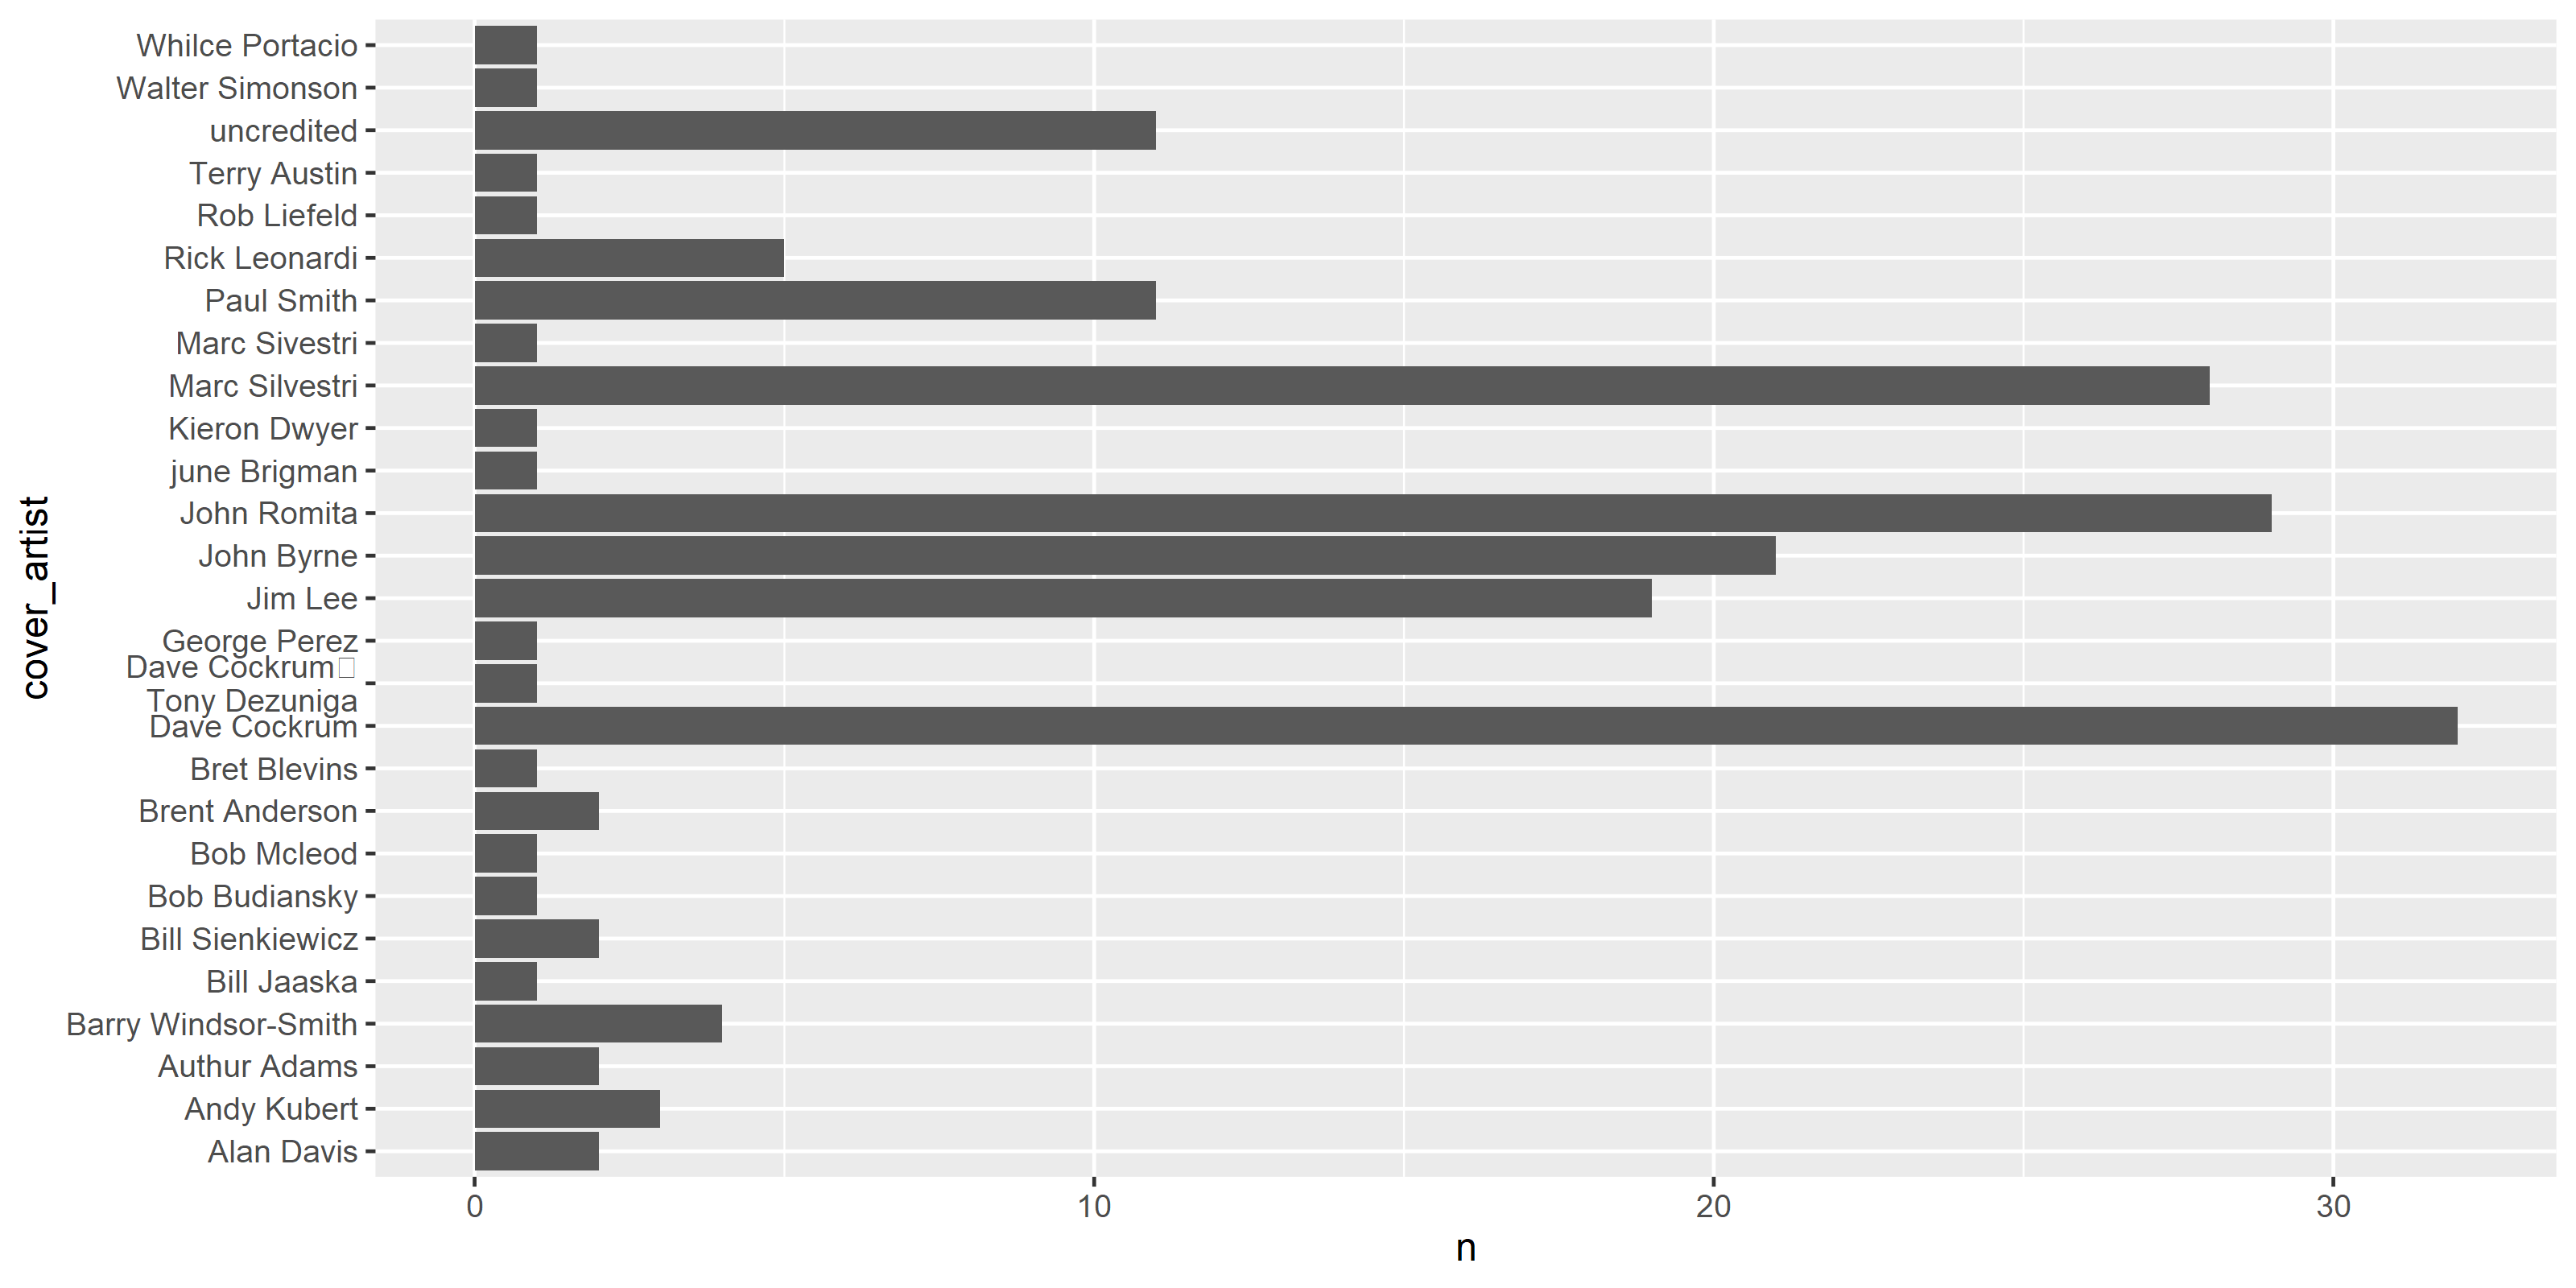 Whilce Portacio
Walter Simonson
uncredited
Terry Austin
Rob Liefeld
Rick Leonardi
Paul Smith
Marc Sivestri
Marc Silvestri
Kieron Dwyer
june Brigman
John Romita
John Byrne
Jim Lee
George Perez
Dave Cockrum
Tony Dezuniga
Dave Cockrum
Bret Blevins
Brent Anderson
Bob Mcleod
Bob Budiansky
Bill Sienkiewicz
Bill Jaaska
Barry Windsor-Smith
Authur Adams
Andy Kubert
Alan Davis
cover_artist
0 10 20 30
n